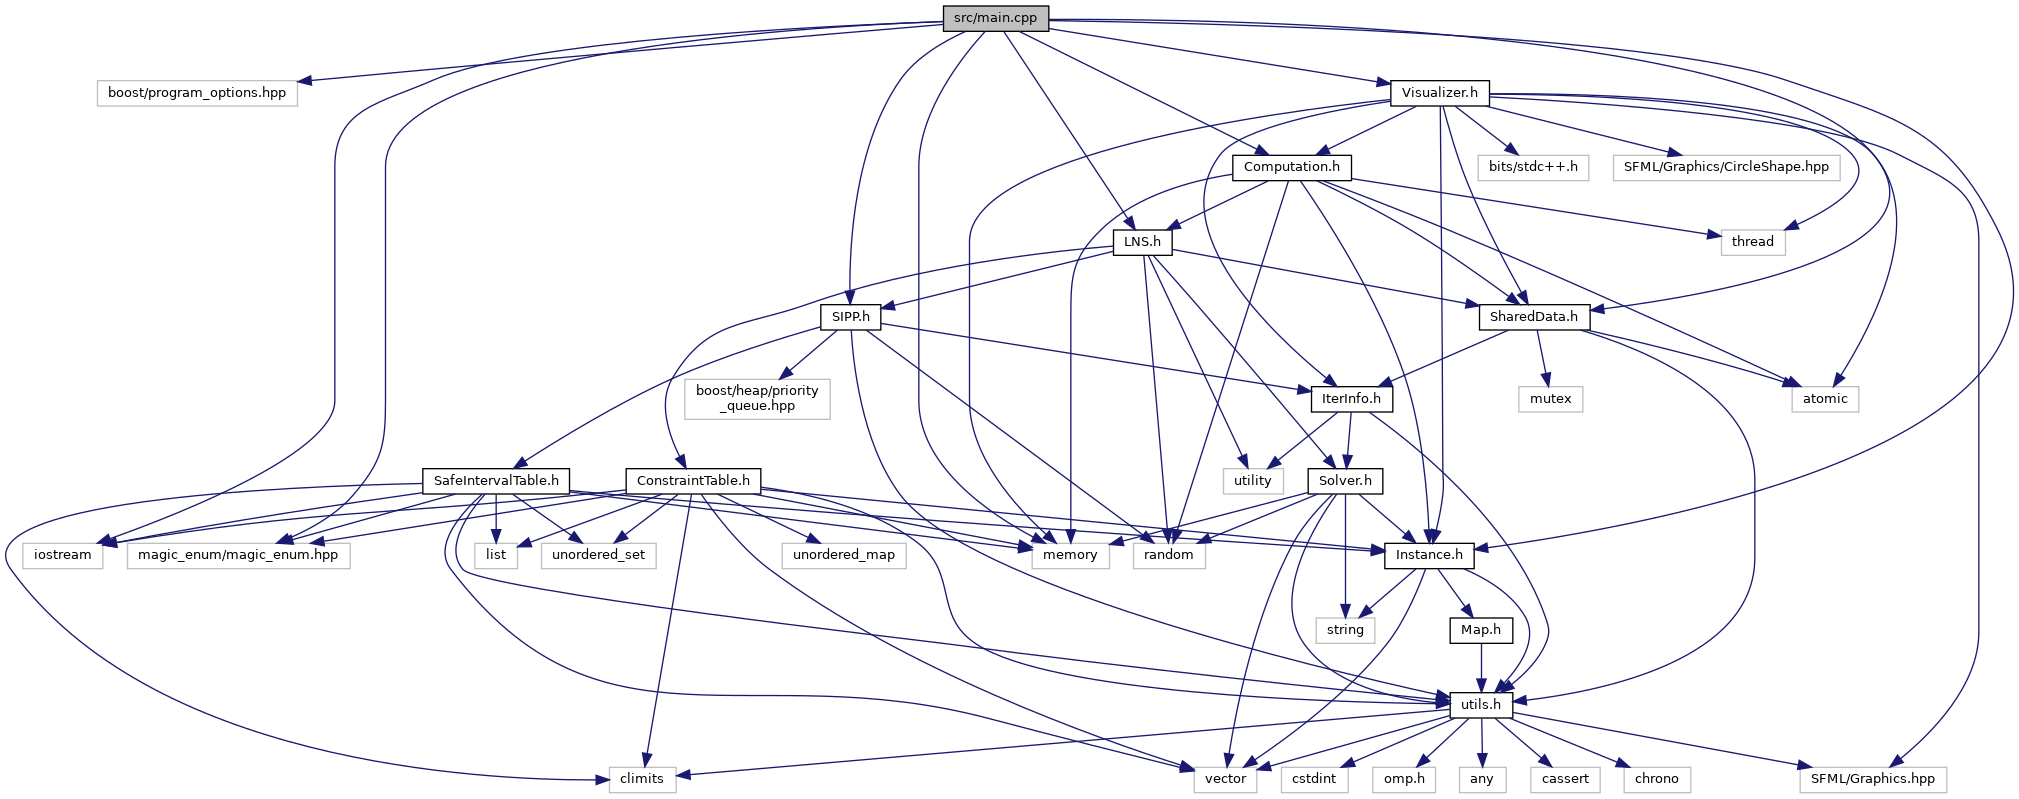 src/main.cpp
boost/program_options.hpp
Visualizer.h
Computation.h
bits/stdc++.h
SFML/Graphics/CircleShape.hpp
LNS.h
thread
SIPP.h
SharedData.h
boost/heap/priority
_queue.hpp
IterInfo.h
mutex
atomic
SafeIntervalTable.h
ConstraintTable.h
utility
Solver.h
iostream
magic_enum/magic_enum.hpp
list
unordered_set
unordered_map
memory
random
Instance.h
string
Map.h
utils.h
climits
vector
cstdint
omp.h
any
cassert
chrono
SFML/Graphics.hpp